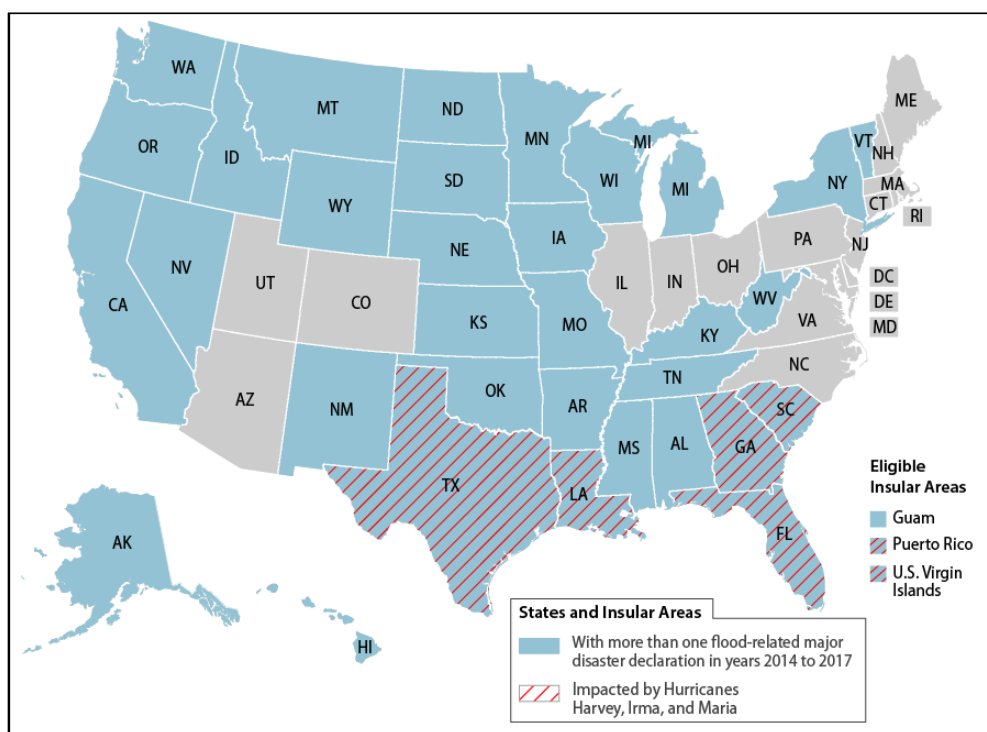 WA
MT
ND
MN
OR
ID
SD
WY
WI
MI
MI
NY
VT
NH
ME
MA
CT
RI
NV
UT
CA
CO
NE
IA
KS
MO
IL
IN
OH
PA
NJ
DC
DE
MD
WV
VA
KY
NC
TN
AZ
NM
OK
AR
TX
LA
MS
AL
GA
SC
FL
AK
HI
Eligible
Insular Areas
Guam
Puerto Rico
U.S. Virgin
Islands
States and Insular Areas
With more than one flood-related major
disaster declaration in years 2014 to 2017
Impacted by Hurricanes
Harvey, Irma, and Maria